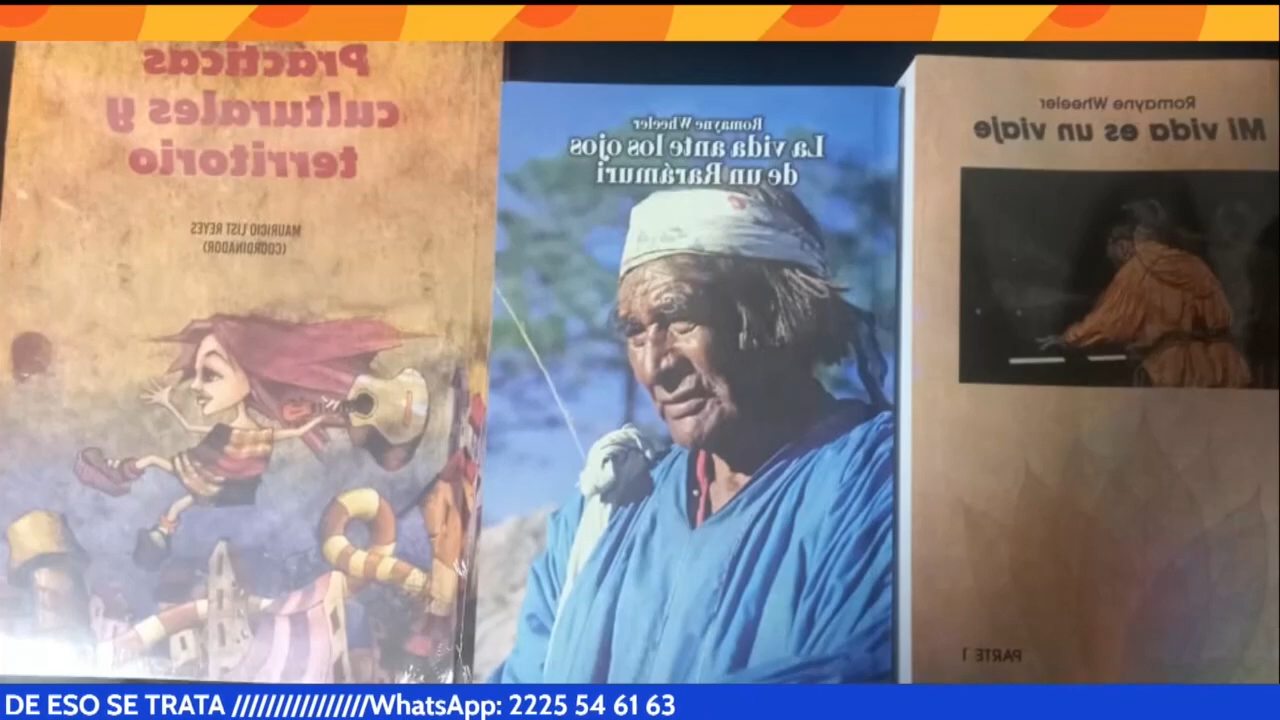 Prácticas
culturales y
territorio
MAURICIO LIST REYES
(COORDINADOR)
Romayne Wheeler
La vida ante los ojos
de un Rarámuri
Romayne Wheeler
Mi vida es un viaje
PARTE 1
DE ESO SE TRATA ////////////////WhatsApp: 2225 54 61 63